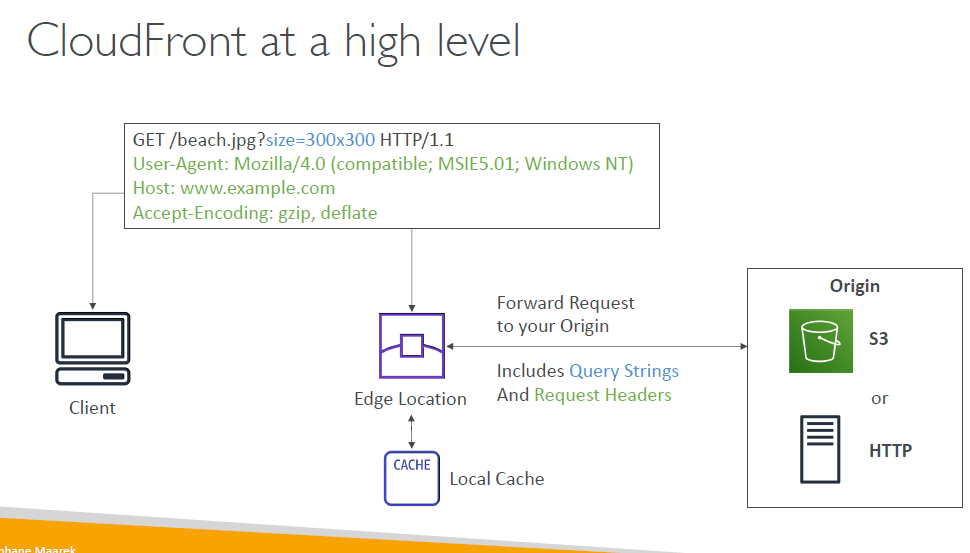 CloudFront at a high level
GET /beach.jpg?size=300x300 HTTP/1.1
User-Agent: Mozilla/4.0 (compatible; MSIE5.01; Windows NT)
Host: www.example.com
Accept-Encoding: gzip, deflate
Client
Edge Location
CACHE
Local Cache
Forward Request
to your Origin
Includes Query Strings
And Request Headers
Origin
S3
or
HTTP
Maarek